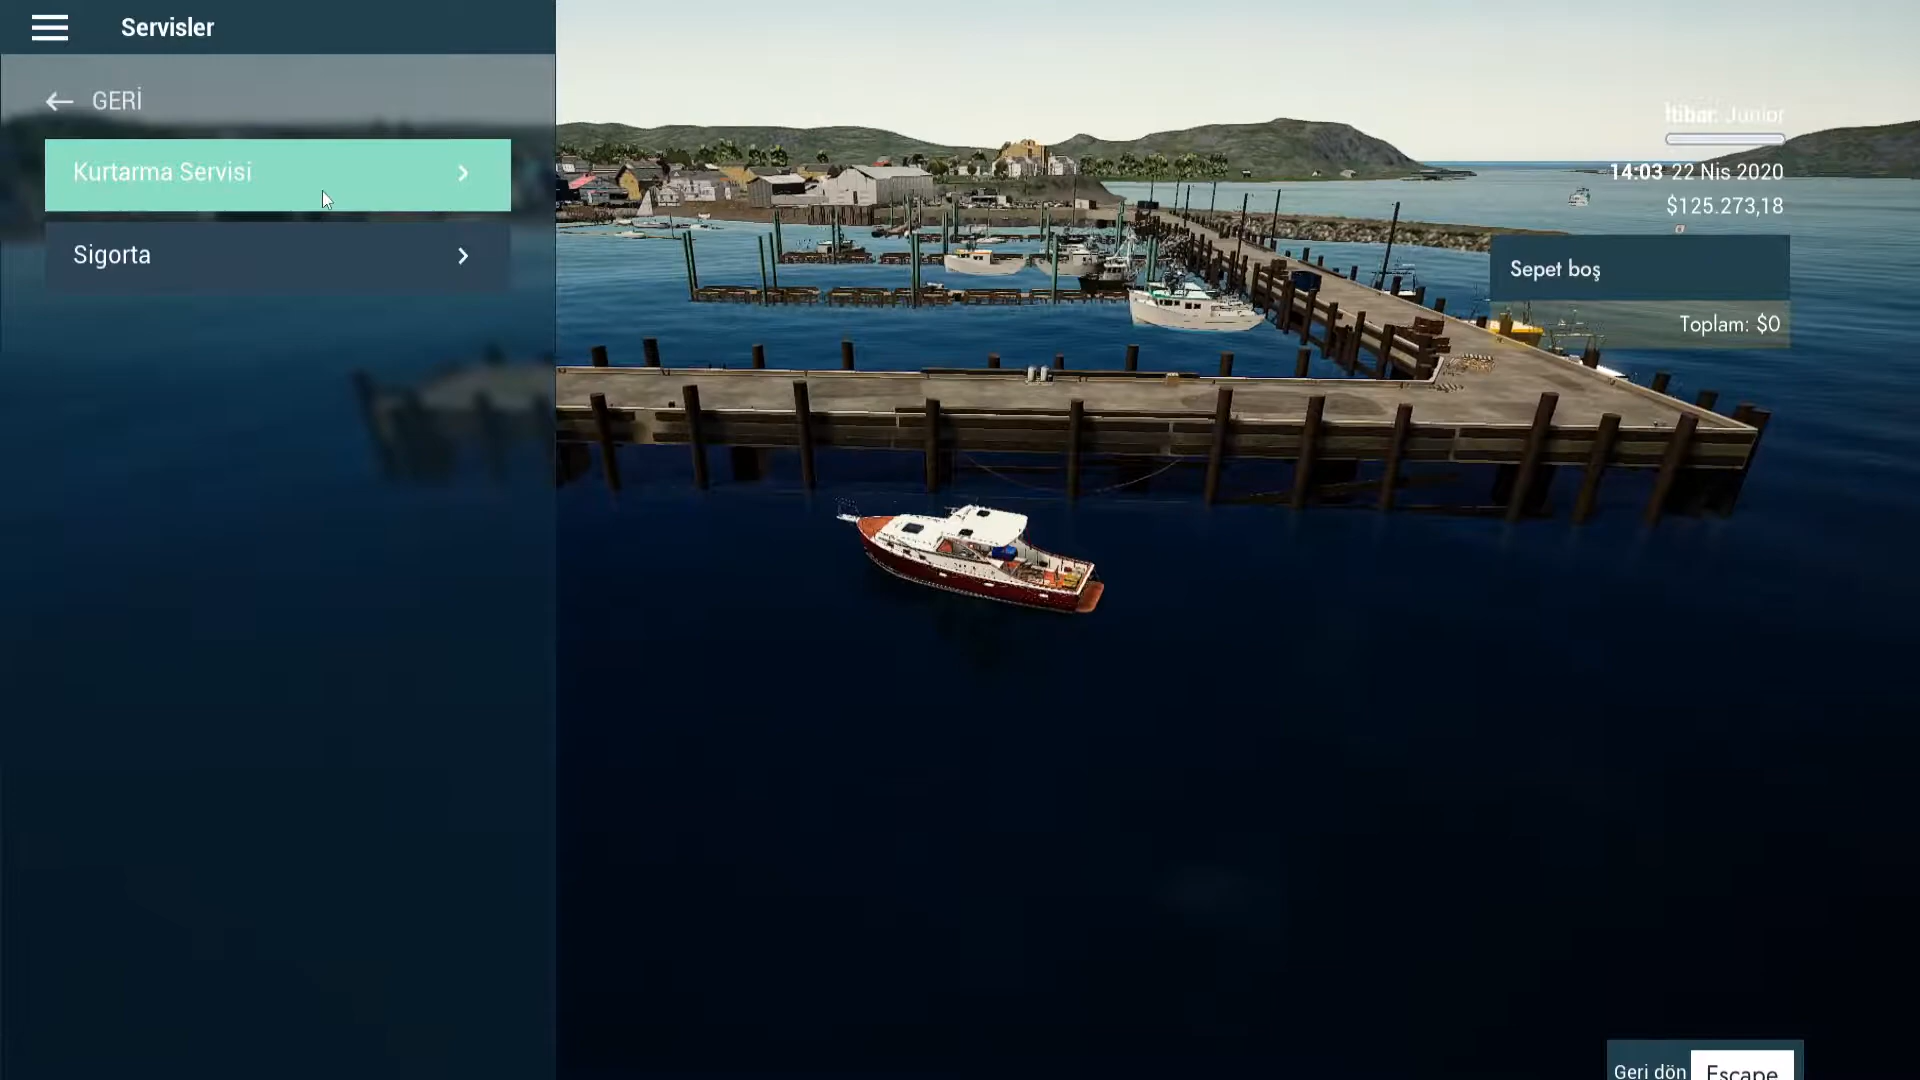 Servisler
GERİ
Kurtarma Servisi
Sigorta
İtibar: Junior
14:03 22 Nis 2020
$125.273,18
Sepet boş
Toplam: $0
Geri dön Escape